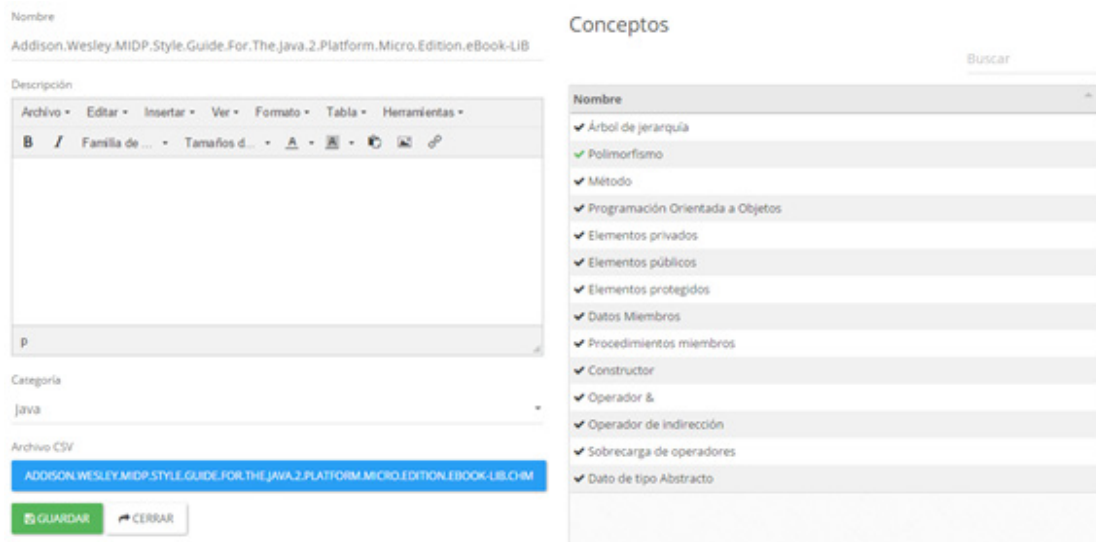 Nombre
Addison.Wesley.MIDP.Style.Guide.For.The.Java.2.Platform.Micro.Edition.eBook-LiB
Descripción
Archivo Editar Insertar Ver Formato Tabla Herramientas
B I Familla de ... Tamaños d... A A
p
Categoría
Java
Archivo CSV
ADDISON.WESLEY.MIDP.STYLE.GUIDE.FOR.THE.JAVA.2.PLATFORM.MICRO.EDITION.EBOOK-LIB.CHM
GUARDAR CERRAR
Conceptos
Buscar
Nombre
Árbol de jerarquía
Polimorfismo
Método
Programación Orientada a Objetos
Elementos privados
Elementos públicos
Elementos protegidos
Datos Miembros
Procedimientos miembros
Constructor
Operador &
Operador de indirección
Sobrecarga de operadores
Dato de tipo Abstracto